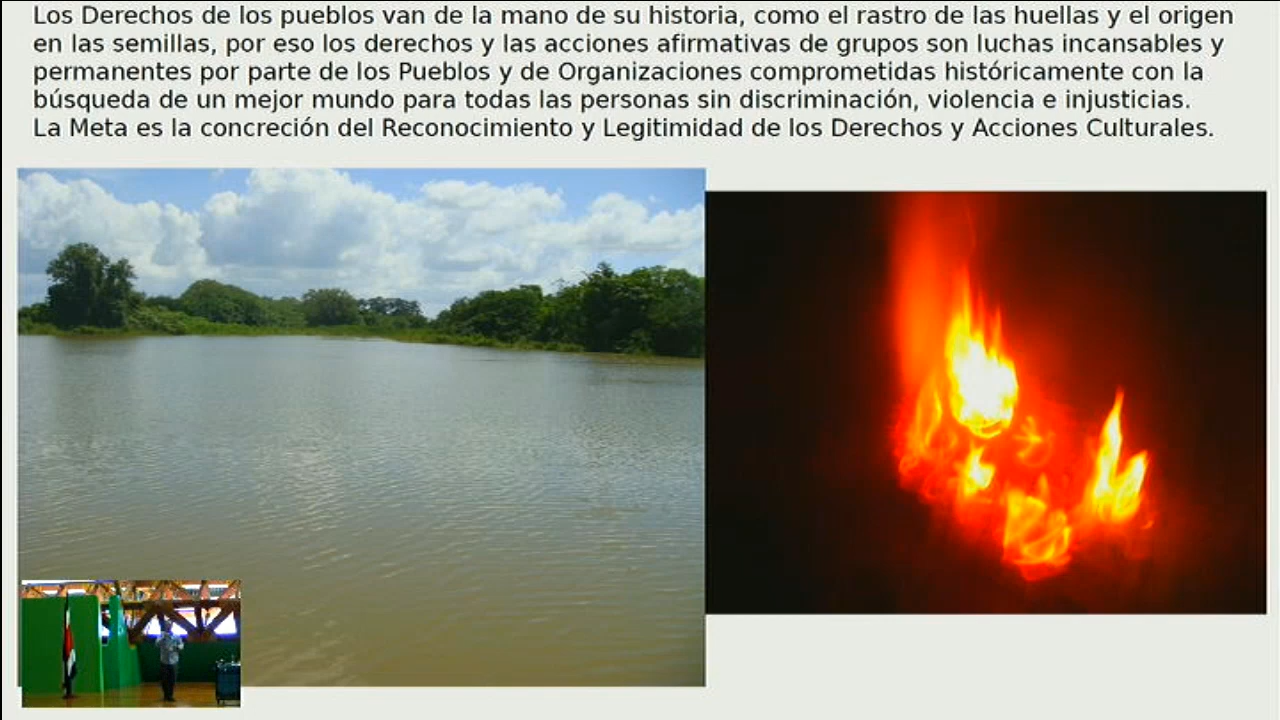 Los Derechos de los pueblos van de la mano de su historia, como el rastro de las huellas y el origen
en las semillas, por eso los derechos y las acciones afirmativas de grupos son luchas incansables y
permanentes por parte de los Pueblos y de Organizaciones comprometidas históricamente con la
búsqueda de un mejor mundo para todas las personas sin discriminación, violencia e injusticias.
La Meta es la concreción del Reconocimiento y Legitimidad de los Derechos y Acciones Culturales.